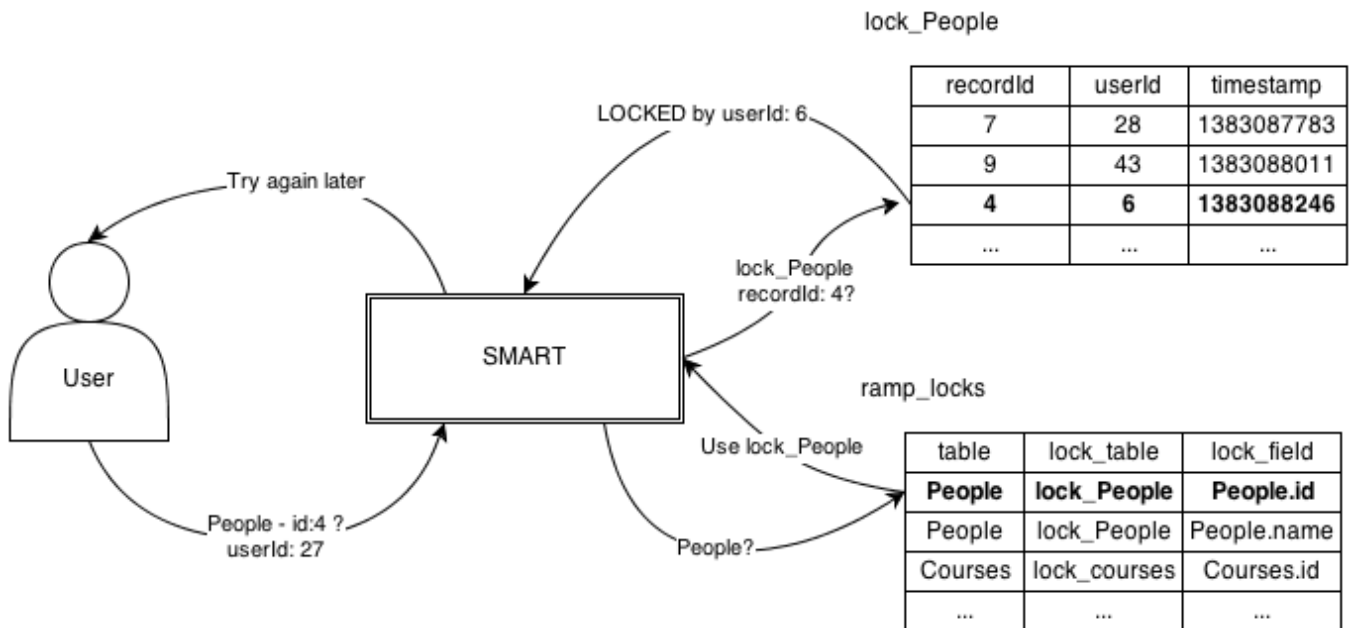 lock_People
recordId userId timestamp
7 28 1383087783
9 43 1383088011
4 6 1383088246
... ... ...
LOCKED by userId: 6
Try again later
lock_People
recordId: 4?
SMART
User
ramp_locks
Use lock_People
table lock_table lock_field
People lock_People People.id
People lock_People People.name
Courses lock_courses Courses.id
... ... ...
People - id:4 ?
userId: 27
People?